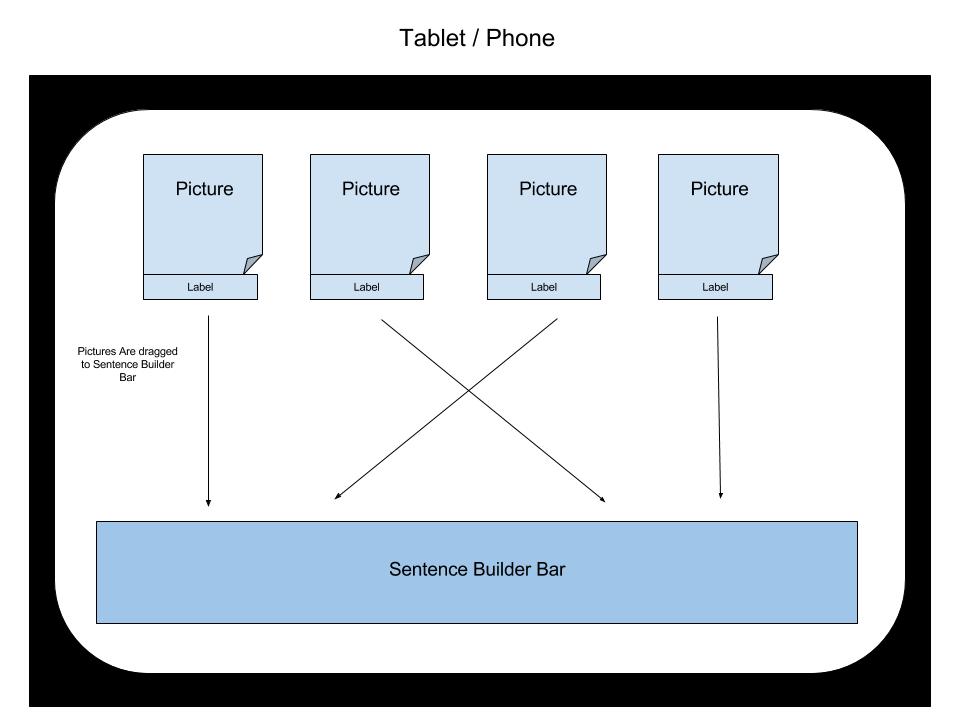 Tablet / Phone
Picture
Picture
Picture
Picture
Label
Label
Label
Label
Pictures Are dragged
to Sentence Builder
Bar
Sentence Builder Bar